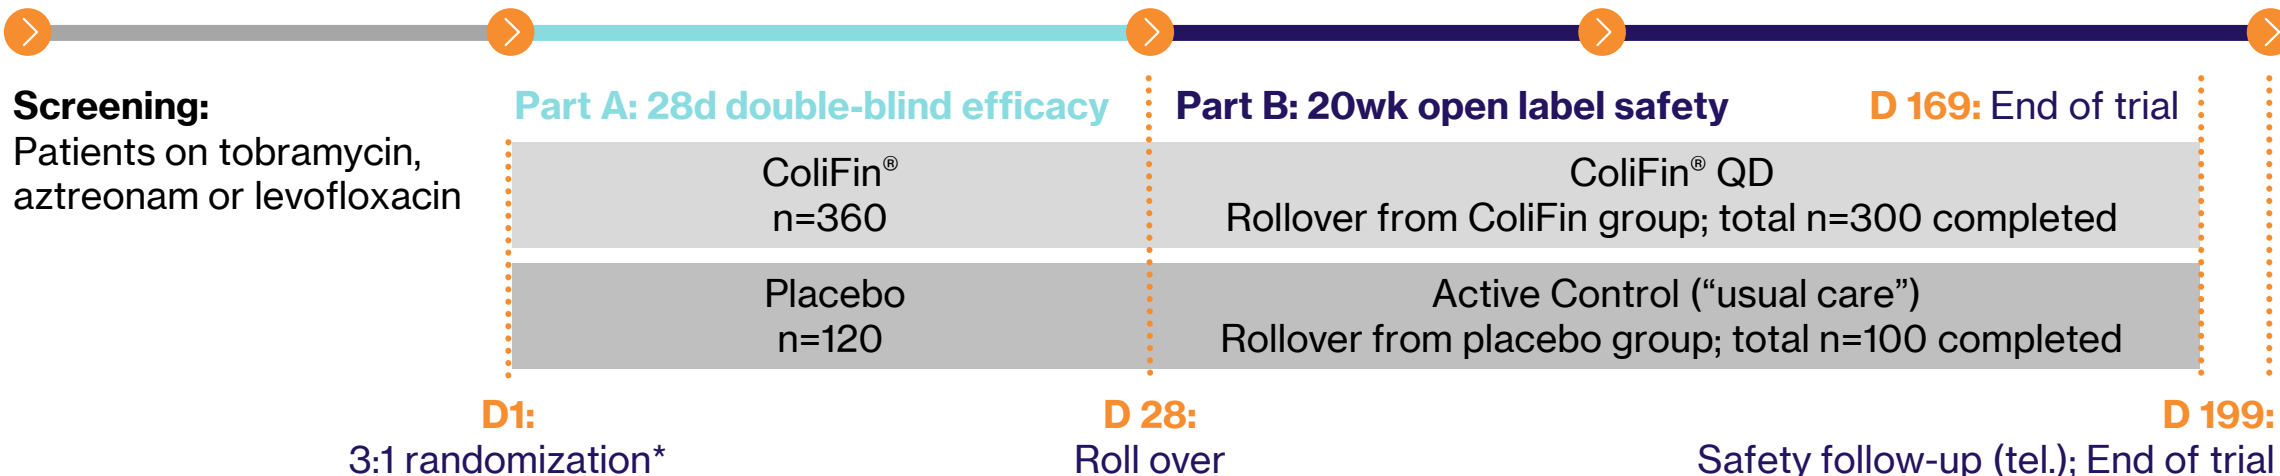 Screening:
Patients on tobramycin,
aztreonam or levofloxacin
Part A: 28d double-blind efficacy
Part B: 20wk open label safety
D 169: End of trial
ColiFin®
n=360
ColiFin® QD
Rollover from ColiFin group; total n=300 completed
Placebo
n=120
Active Control (“usual care”)
Rollover from placebo group; total n=100 completed
D1:
3:1 randomization*
D 28:
Roll over
D 199:
Safety follow-up (tel.); End of trial